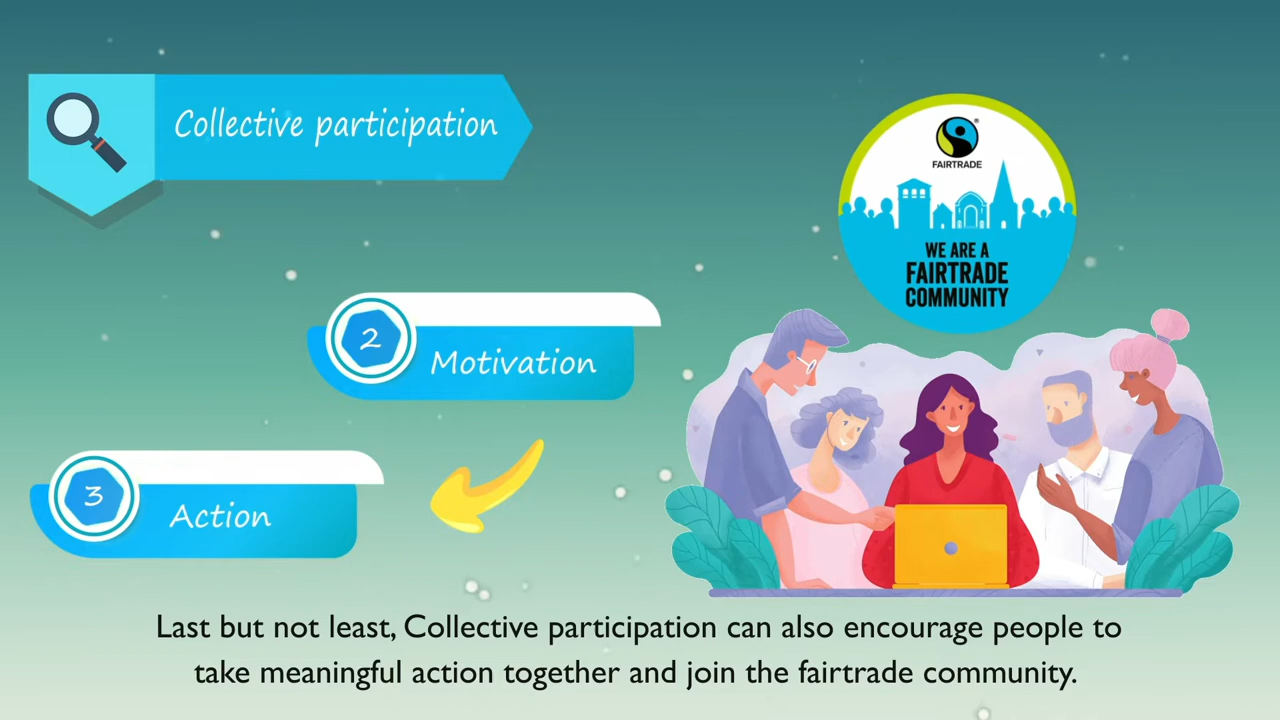 Collective participation
FAIRTRADE
®
WE ARE A
FAIRTRADE
COMMUNITY
2
Motivation
3
Action
Last but not least, Collective participation can also encourage people to
take meaningful action together and join the fairtrade community.